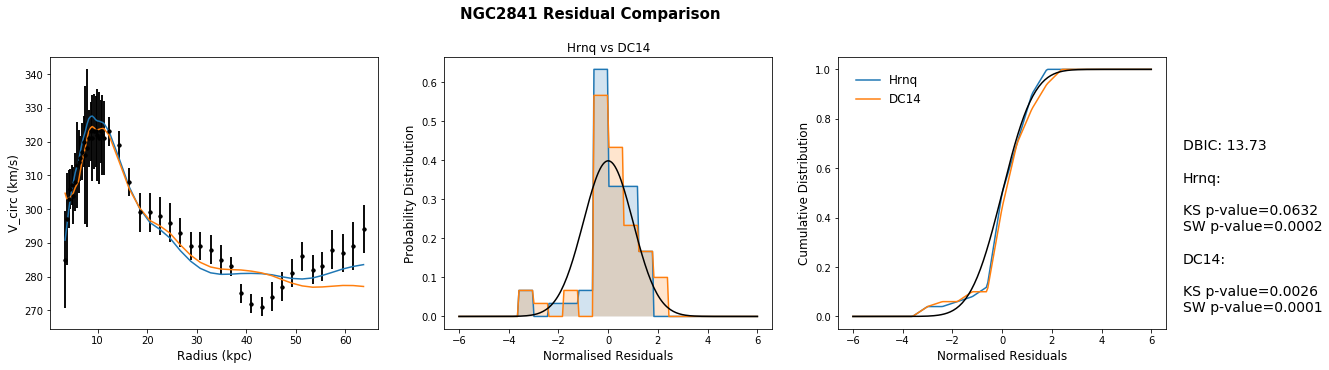 NGC2841 Residual Comparison
340
330
320
310
300
290
280
270
V_circ (km/s)
10
20
30
40
50
60
Radius (kpc)
Hrnq vs DC14
0.6
0.5
0.4
0.3
0.2
0.1
0.0
Probability Distribution
−6
−4
−2
0
2
4
6
Normalised Residuals
1.0
0.8
0.6
0.4
0.2
0.0
Cumulative Distribution
Hrnq
DC14
−6
−4
−2
0
2
4
6
Normalised Residuals
DBIC: 13.73
Hrnq:
KS p-value=0.0632
SW p-value=0.0002
DC14:
KS p-value=0.0026
SW p-value=0.0001